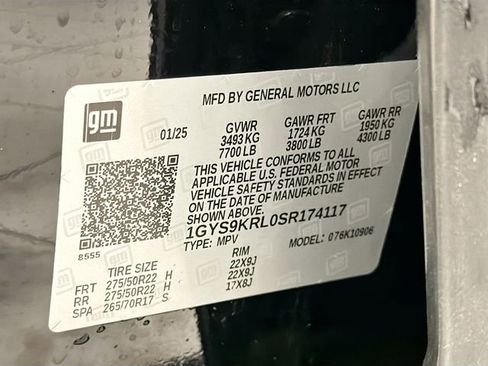 gm
MFD BY GENERAL MOTORS LLC
01/25 GVWR GAWR FRT GAWR RR
3493 KG 1724 KG 1950 KG
7700 LB 3800 LB 4300 LB
THIS VEHICLE CONFORMS TO ALL
APPLICABLE U.S. FEDERAL MOTOR
VEHICLE SAFETY STANDARDS IN EFFECT
ON THE DATE OF MANUFACTURE
SHOWN ABOVE.
1GYS9KRL0SR174117
TYPE: MPV MODEL: 076K10906
8555
TIRE SIZE RIM
FRT 275/50R22 H 22X9J
RR 275/50R22 H 22X9J
SPA 265/70R17 S 17X8J